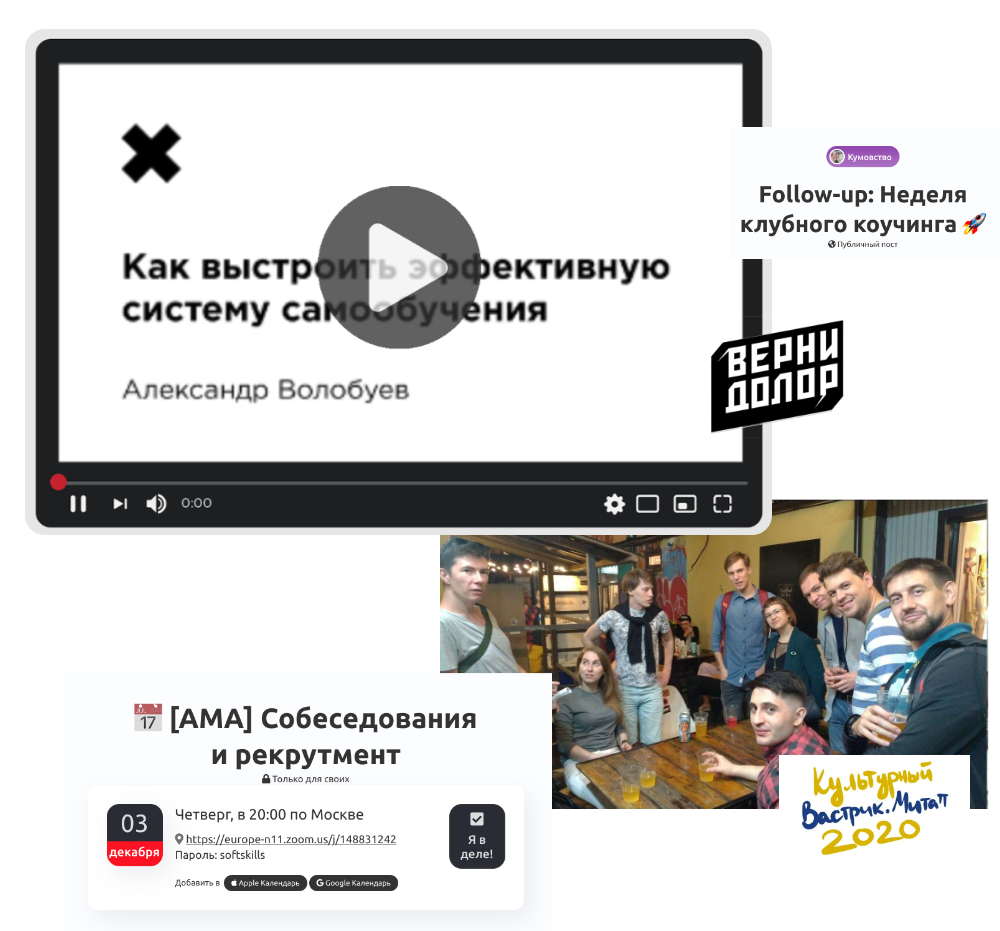 Как выстроить эффективную
систему самообучения
Александр Волобуев
0:00
Кумовство
Follow-up: Неделя
клубного коучинга 🚀
Публичный пост
ВЕРНИ
ДОЛОР
17
[AMA] Собеседования
и рекрутмент
Только для своих
03
декабря
Четверг, в 20:00 по Москве
https://europe-n11.zoom.us/j/148831242
Пароль: softskills
Добавить в Apple Календарь Google Календарь
Я в
деле!
Культурный
Вастрик.Митап
2020